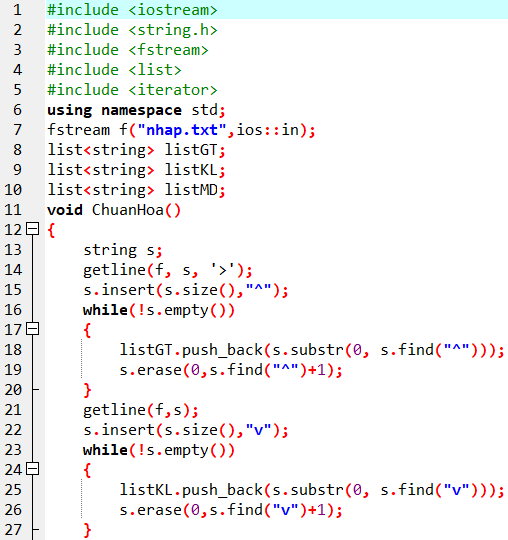 1 #include <iostream>
2 #include <string.h>
3 #include <fstream>
4 #include <list>
5 #include <iterator>
6 using namespace std;
7 fstream f("nhap.txt",ios::in);
8 list<string> listGT;
9 list<string> listKL;
10 list<string> listMD;
11 void ChuanHoa()
12 {
13 string s;
14 getline(f, s, '>');
15 s.insert(s.size(),"^");
16 while(!s.empty())
17 {
18 listGT.push_back(s.substr(0, s.find("^")));
19 s.erase(0,s.find("^")+1);
20 }
21 getline(f,s);
22 s.insert(s.size(),"v");
23 while(!s.empty())
24 {
25 listKL.push_back(s.substr(0, s.find("v")));
26 s.erase(0,s.find("v")+1);
27 }